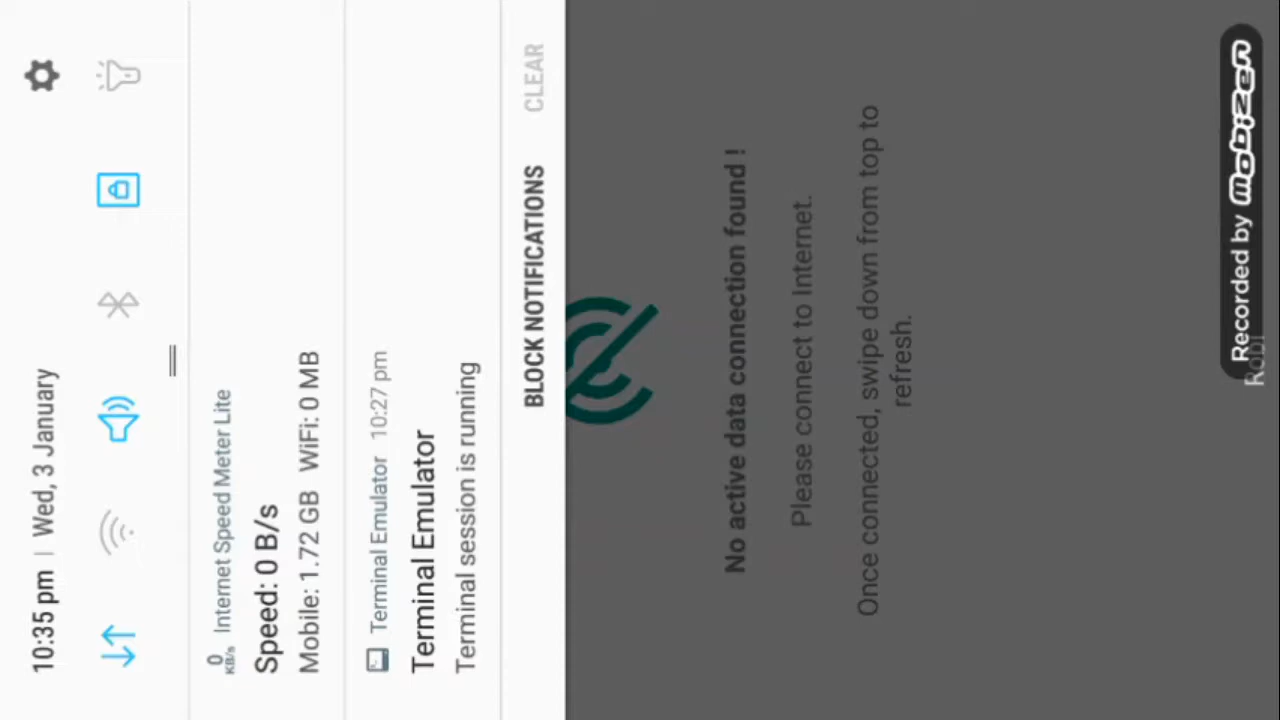 10:35 pm | Wed, 3 January
0
KB/s
Internet Speed Meter Lite
Speed: 0 B/s
Mobile: 1.72 GB WiFi: 0 MB
Terminal Emulator 10:27 pm
Terminal Emulator
Terminal session is running
BLOCK NOTIFICATIONS CLEAR
No active data connection found !
Please connect to Internet.
Once connected, swipe down from top to
refresh.
Recorded by mobizen
Robi